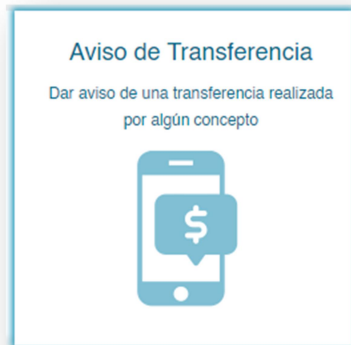 Aviso de Transferencia
Dar aviso de una transferencia realizada
por algún concepto
$